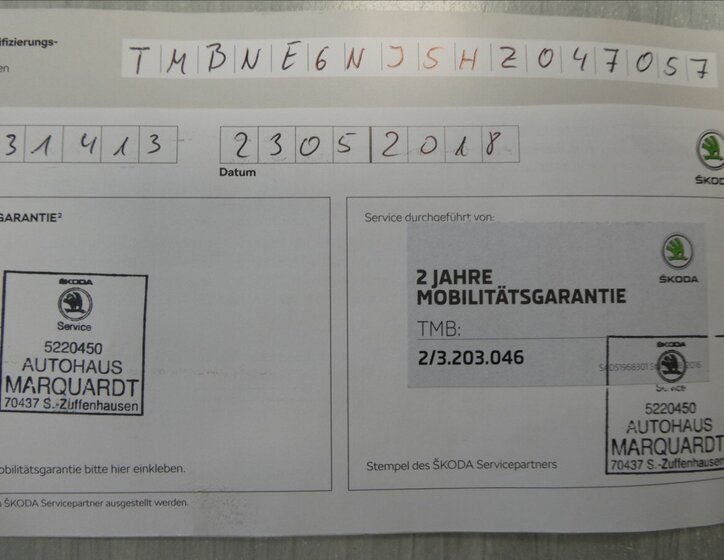 ifizierungs-
en
TMBNE6NJ5HZ047057
31413
23052018
Datum
ŠKOD
GARANTIE²
Service durchgeführt von:
ŠKODA
2 JAHRE
MOBILITÄTSGARANTIE
TMB:
2/3.203.046
ŠKODA
Service
5220450
AUTOHAUS
MARQUARDT
70437 S.-Zuffenhausen
ŠKODA
Service
5220450
AUTOHAUS
MARQUARDT
70437 S.-Zuffenhausen
obilitätsgarantie bitte hier einkleben.
Stempel des ŠKODA Servicepartners
ŠKODA Servicepartner ausgestellt werden.